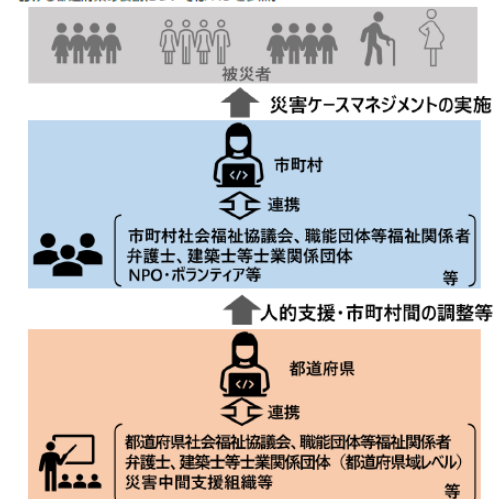 被災者
災害ケースマネジメントの実施
市町村
連携
市町村社会福祉協議会、職能団体等福祉関係者
弁護士、建築士等士業関係団体
NPO・ボランティア等
等
人的支援・市町村間の調整等
都道府県
連携
都道府県社会福祉協議会、職能団体等福祉関係者
弁護士、建築士等士業関係団体（都道府県域レベル）
災害中間支援組織等
等